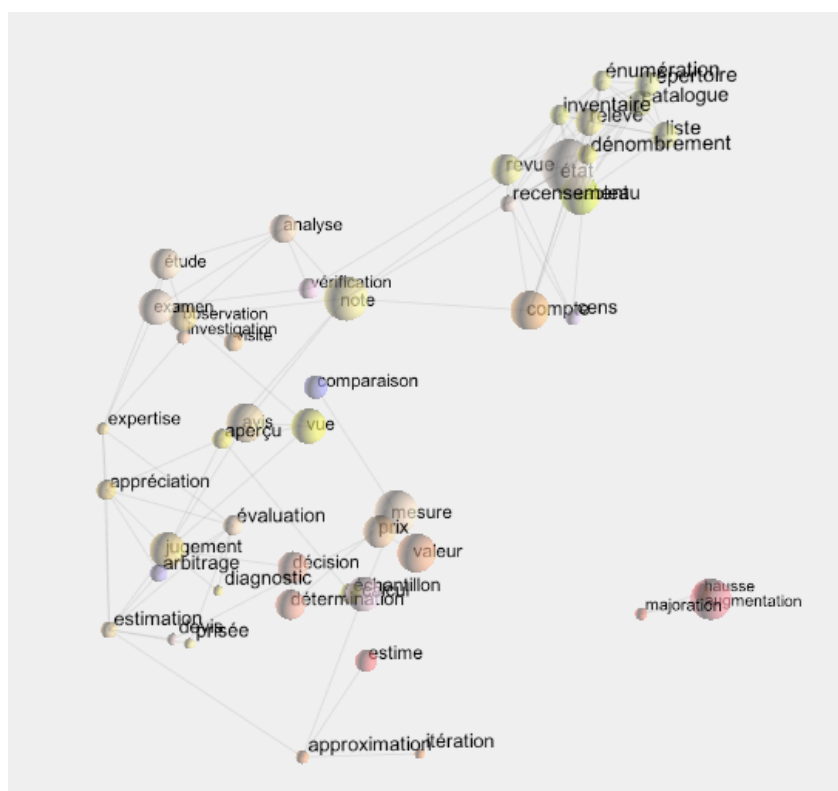 énumération
répertoire
catalogue
inventaire
relevé
liste
dénombrement
revue
état
recensement
analyse
étude
vérification
note
examen
observation
investigation
visite
compte
cens
comparaison
expertise
avis
aperçu
vue
appréciation
évaluation
mesure
prix
jugement
valeur
arbitrage
décision
diagnostic
échantillon
calcul
détermination
hausse
augmentation
majoration
estimation
devis
prisée
estime
approximation
itération